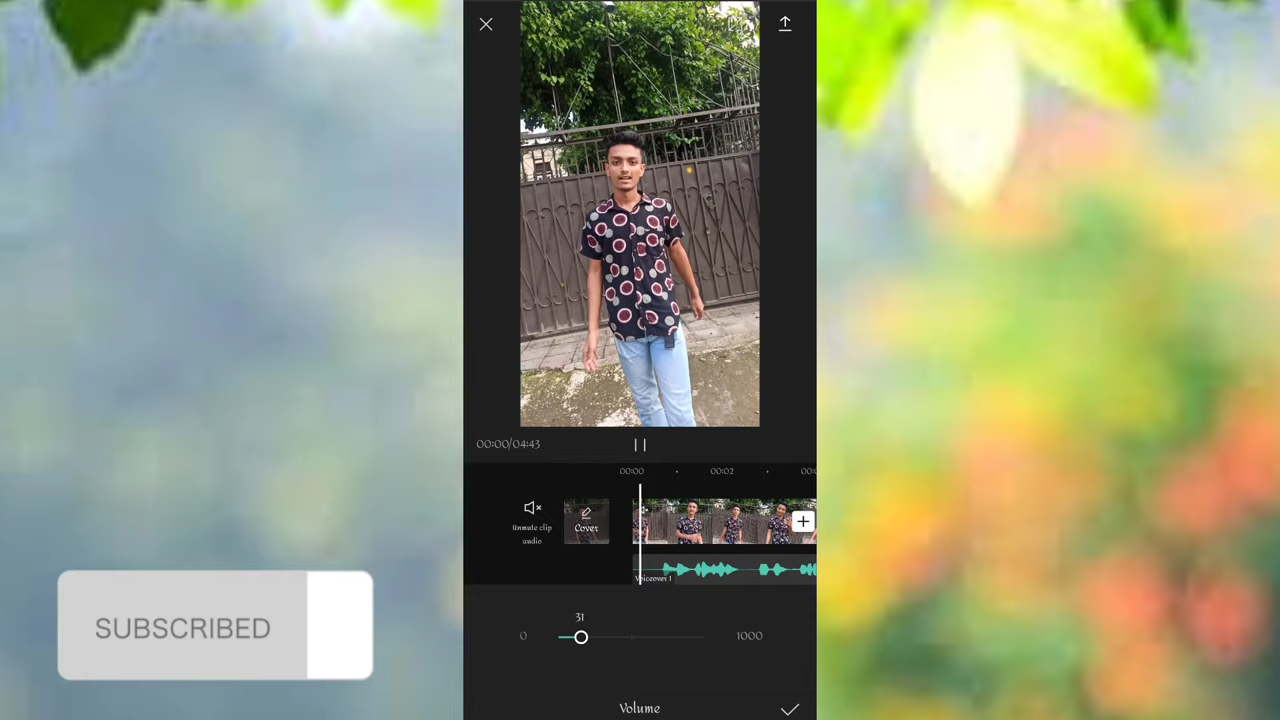 00:00/04:43
00:00
00:02
Unmute clip
audio
Cover
Voiceover 1
31
0
1000
Volume
SUBSCRIBED